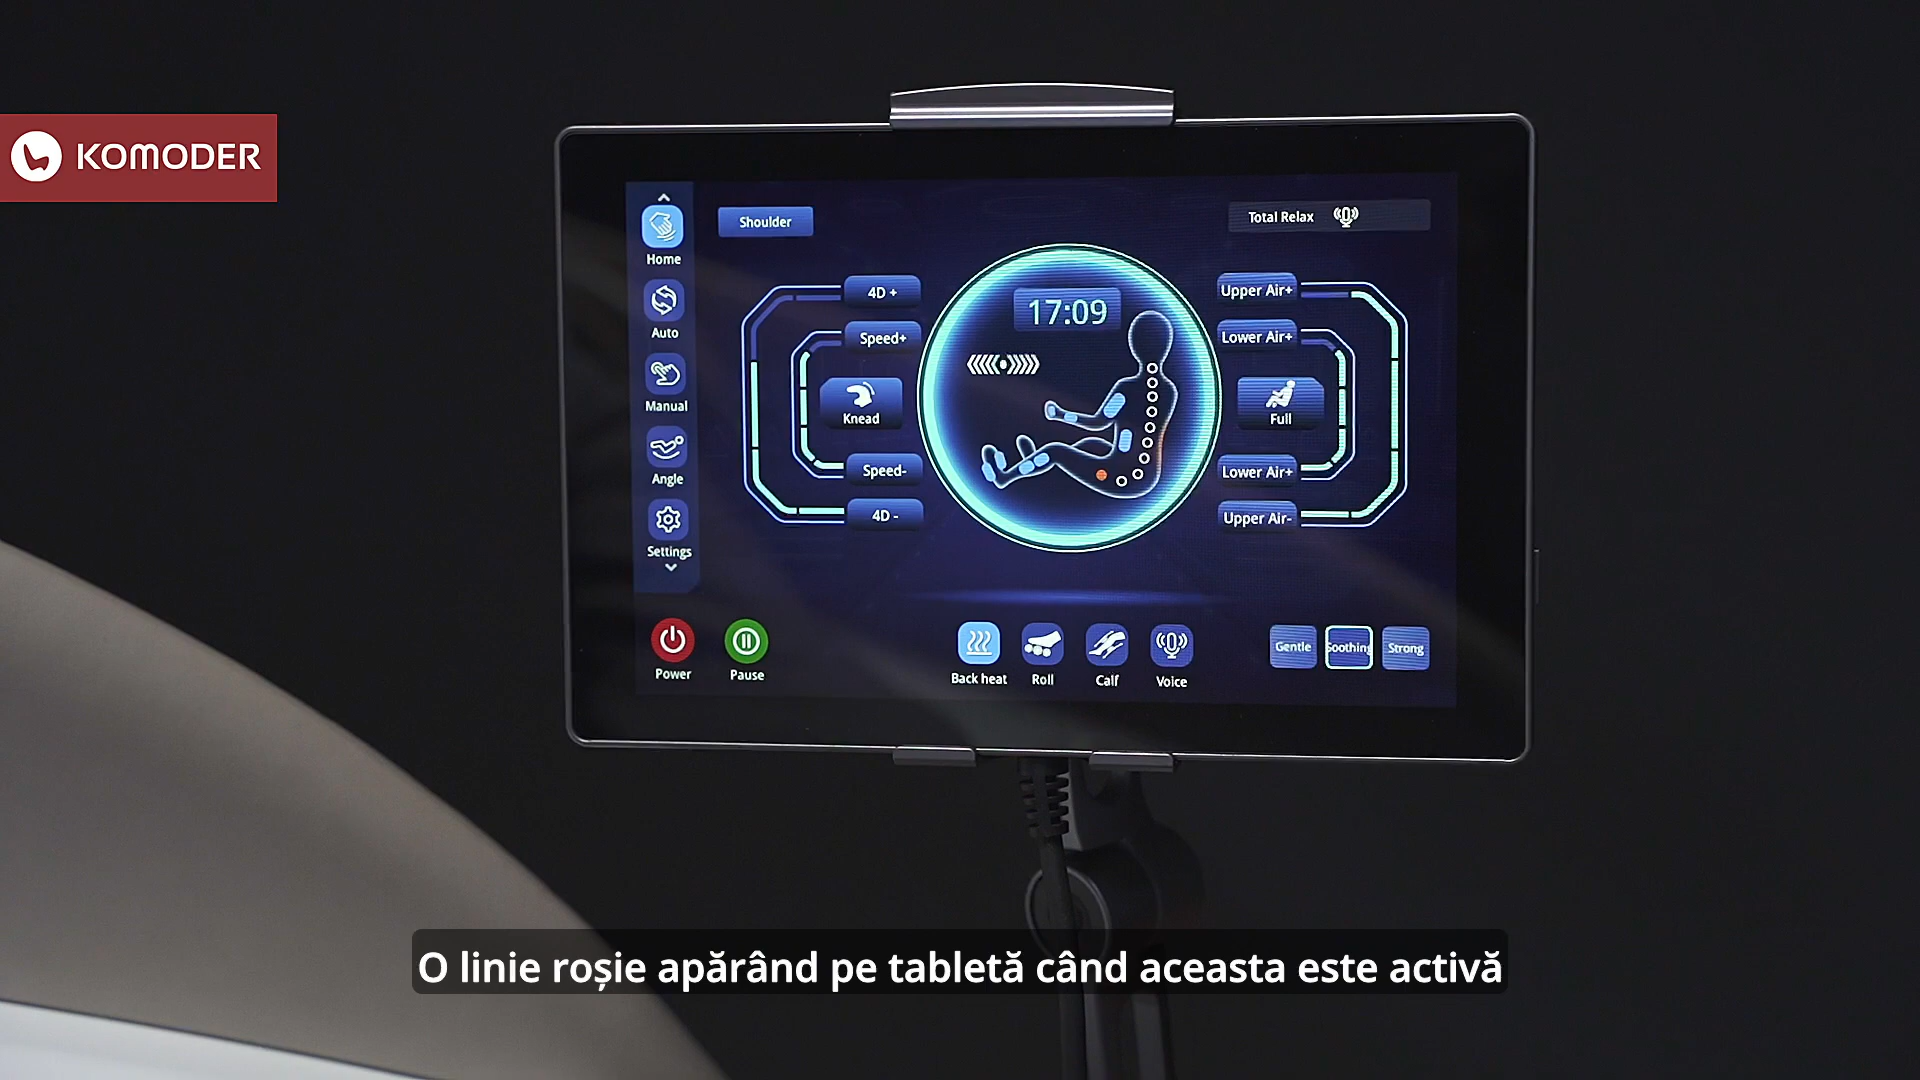 KOMODER
Shoulder
Total Relax
Home
Auto
Manual
Angle
Settings
4D +
Speed+
Knead
Speed-
4D -
17:09
Upper Air+
Lower Air+
Full
Lower Air+
Upper Air-
Power
Pause
Back heat
Roll
Calf
Voice
Gentle
Soothing
Strong
O linie roșie apărând pe tabletă când aceasta este activă